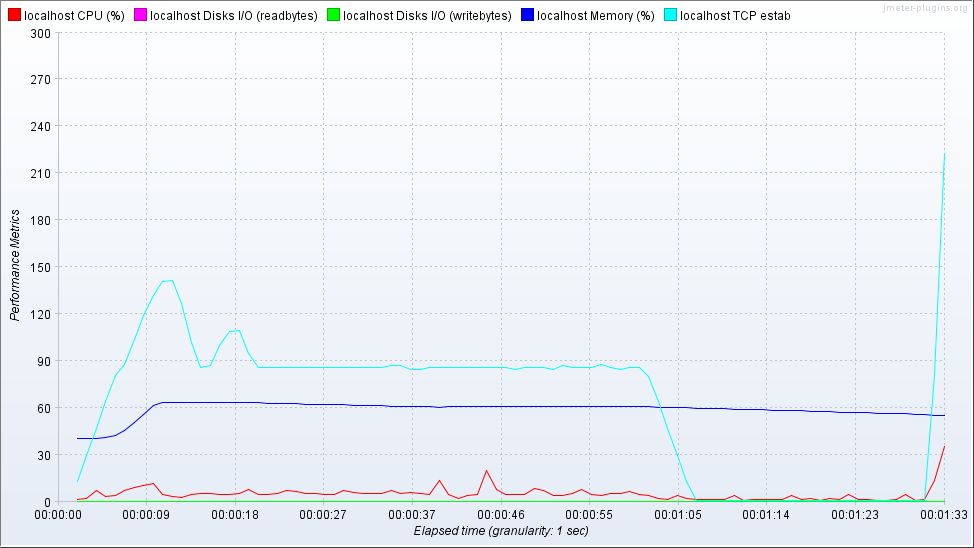 localhost CPU (%) localhost Disks I/O (readbytes) localhost Disks I/O (writebytes) localhost Memory (%) localhost TCP estab
jmeter-plugins.org
300
270
240
210
180
150
120
90
60
30
0
Performance Metrics
00:00:00 00:00:09 00:00:18 00:00:27 00:00:37 00:00:46 00:00:55 00:01:05 00:01:14 00:01:23 00:01:33
Elapsed time (granularity: 1 sec)